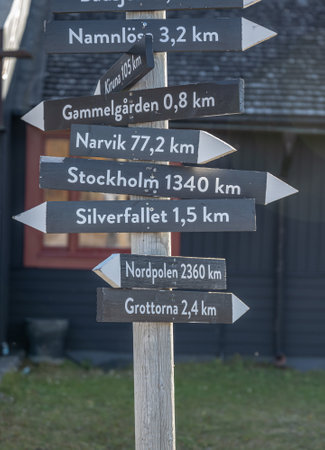 Namnlösa 3,2 km
Kiruna 105 km
Gammelgården 0,8 km
Narvik 77,2 km
Stockholm 1340 km
Silverfallet 1,5 km
Nordpolen 2360 km
Grottorna 2,4 km